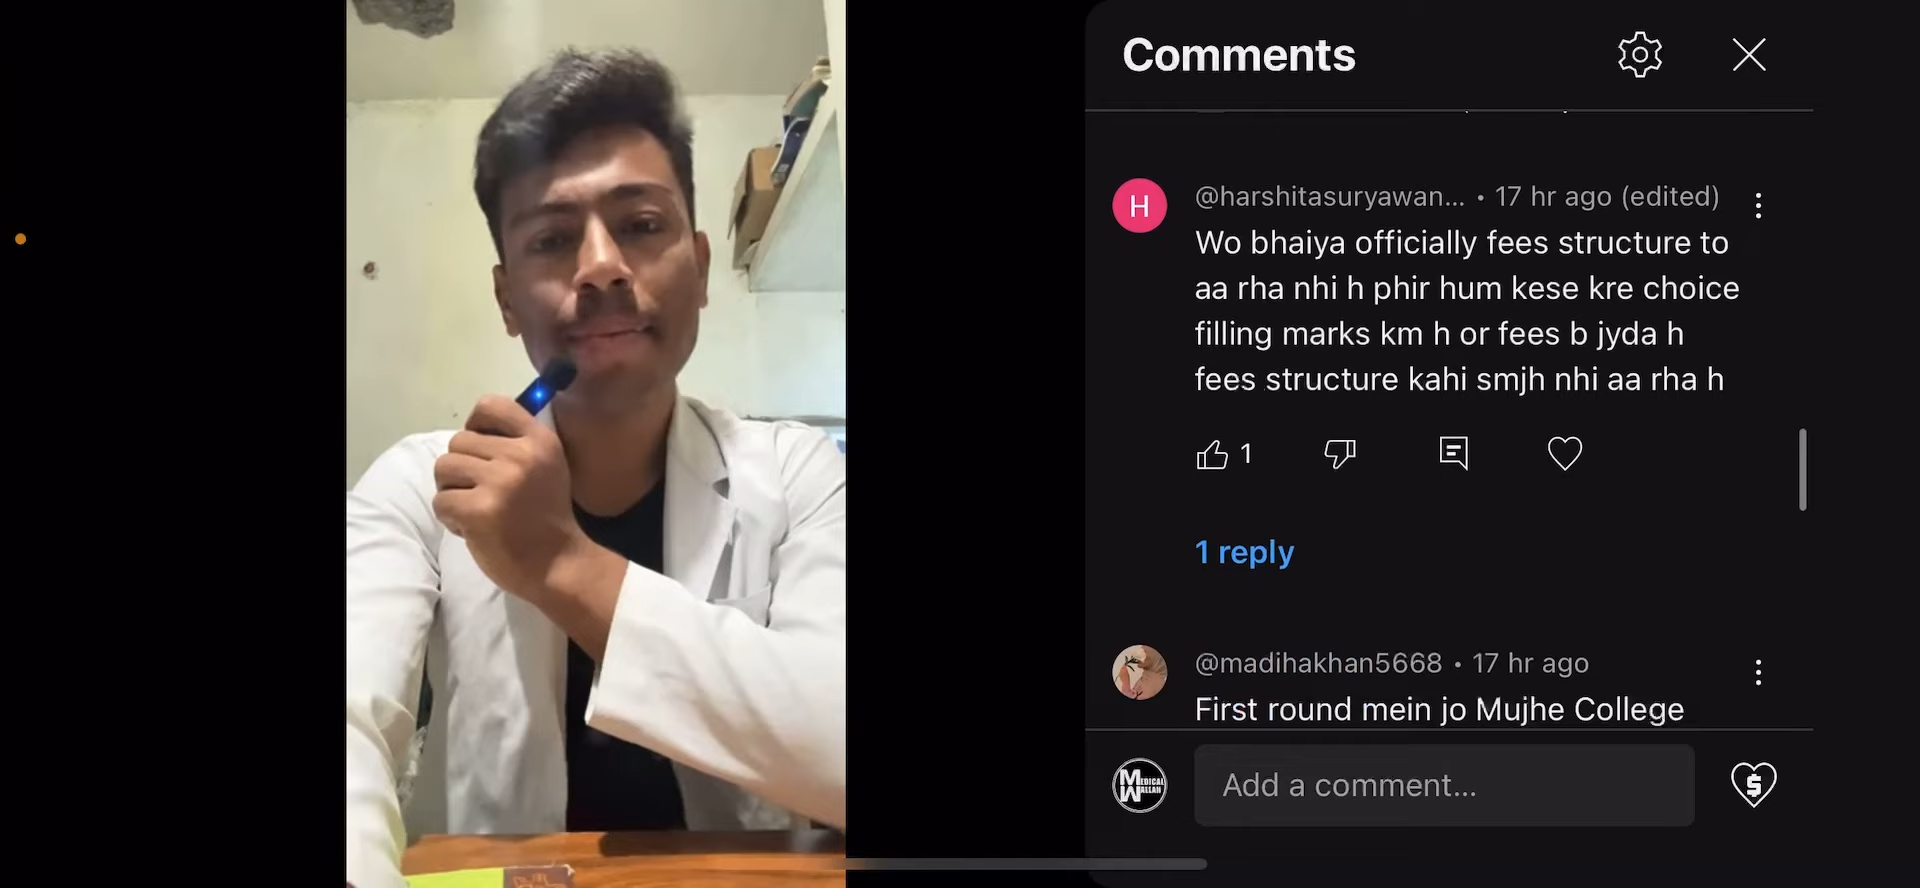 Comments
@harshitasuryawan... • 17 hr ago (edited)
Wo bhaiya officially fees structure to
aa rha nhi h phir hum kese kre choice
filling marks km h or fees b jyda h
fees structure kahi smjh nhi aa rha h
1
1 reply
@madihakhan5668 • 17 hr ago
First round mein jo Mujhe College
MEDICAL
WALLAH
Add a comment...